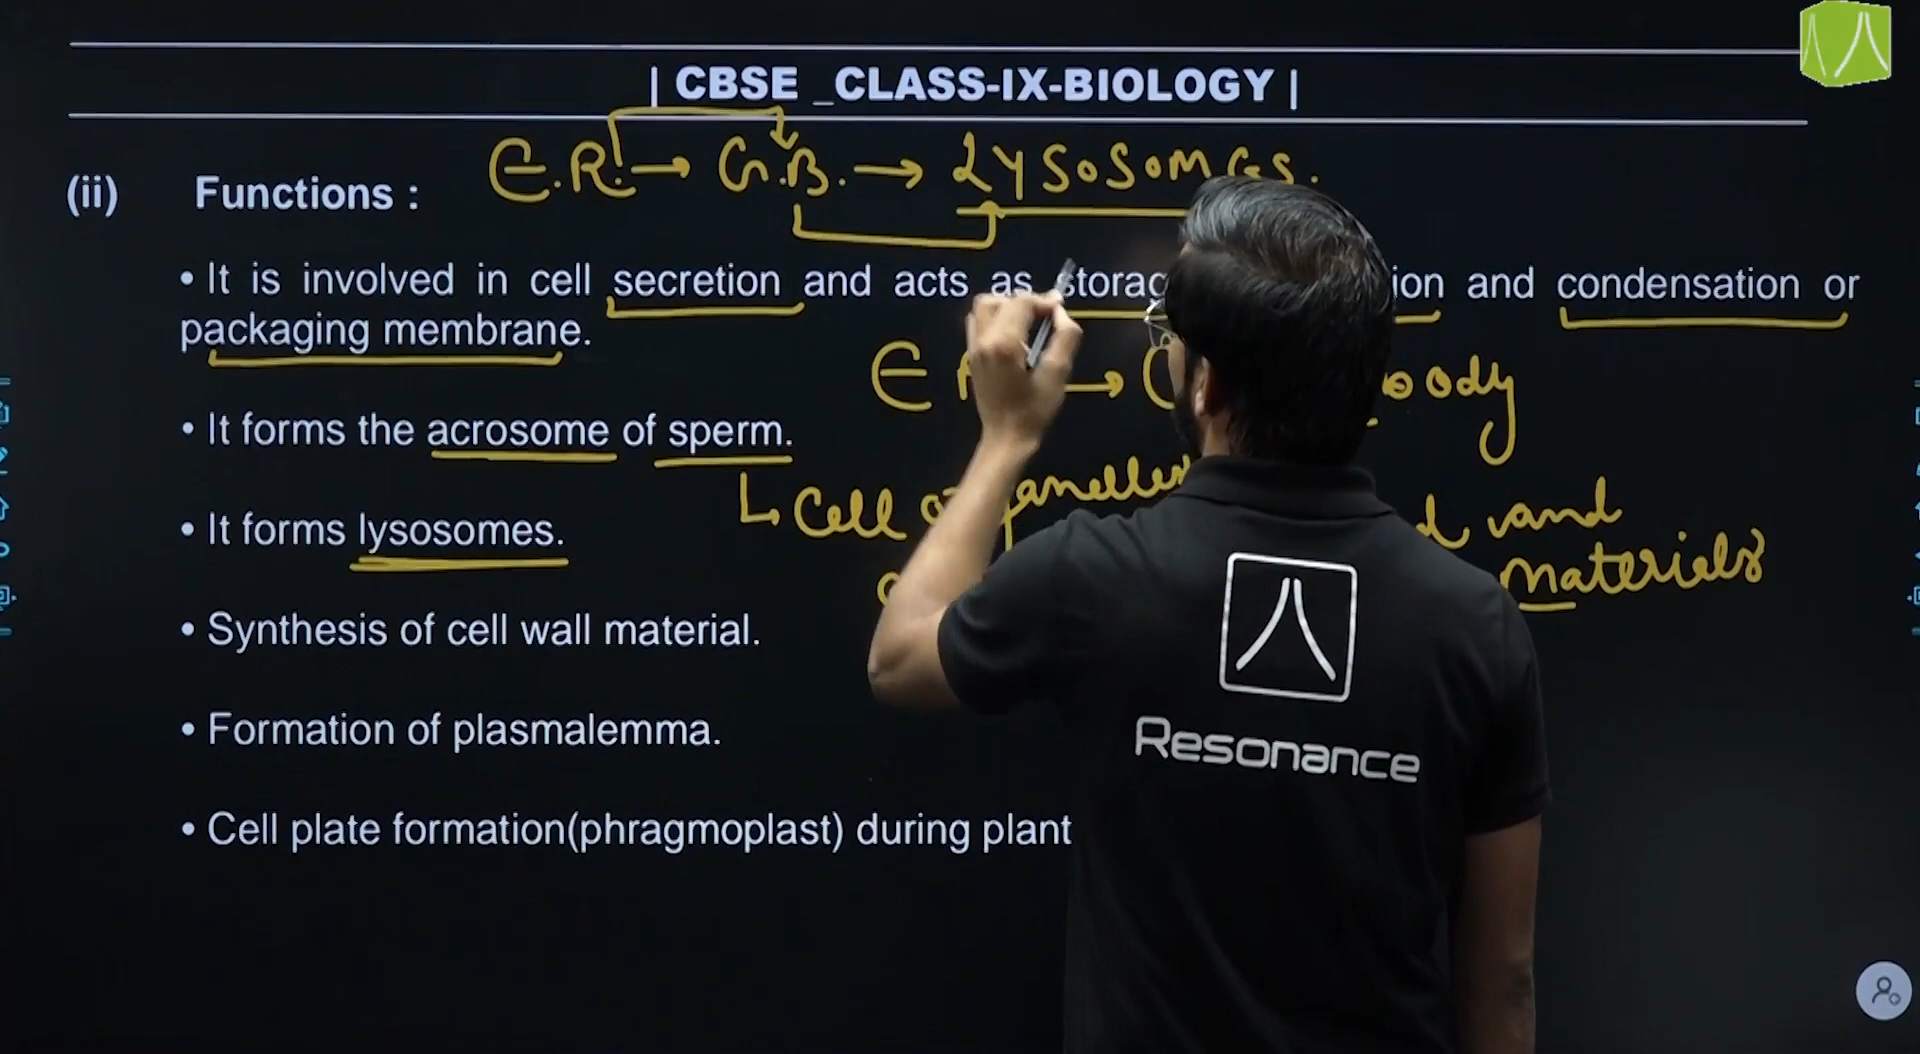 | CBSE _CLASS-IX-BIOLOGY |
E.R. → G.B. → LYSOSOMES.
(ii) Functions :
• It is involved in cell secretion and acts as and condensation or
packaging membrane.
E → body
• It forms the acrosome of sperm.
Cell and
• It forms lysosomes.
materials
• Synthesis of cell wall material.
• Formation of plasmalemma.
Resonance
• Cell plate formation(phragmoplast) during plant